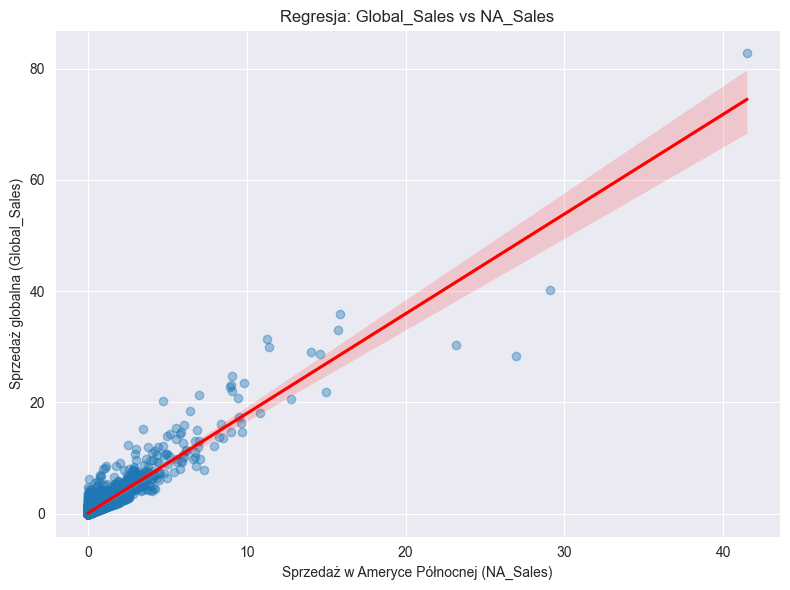 Regresja: Global_Sales vs NA_Sales
Sprzedaż globalna (Global_Sales)
80
60
40
20
0
0 10 20 30 40
Sprzedaż w Ameryce Północnej (NA_Sales)